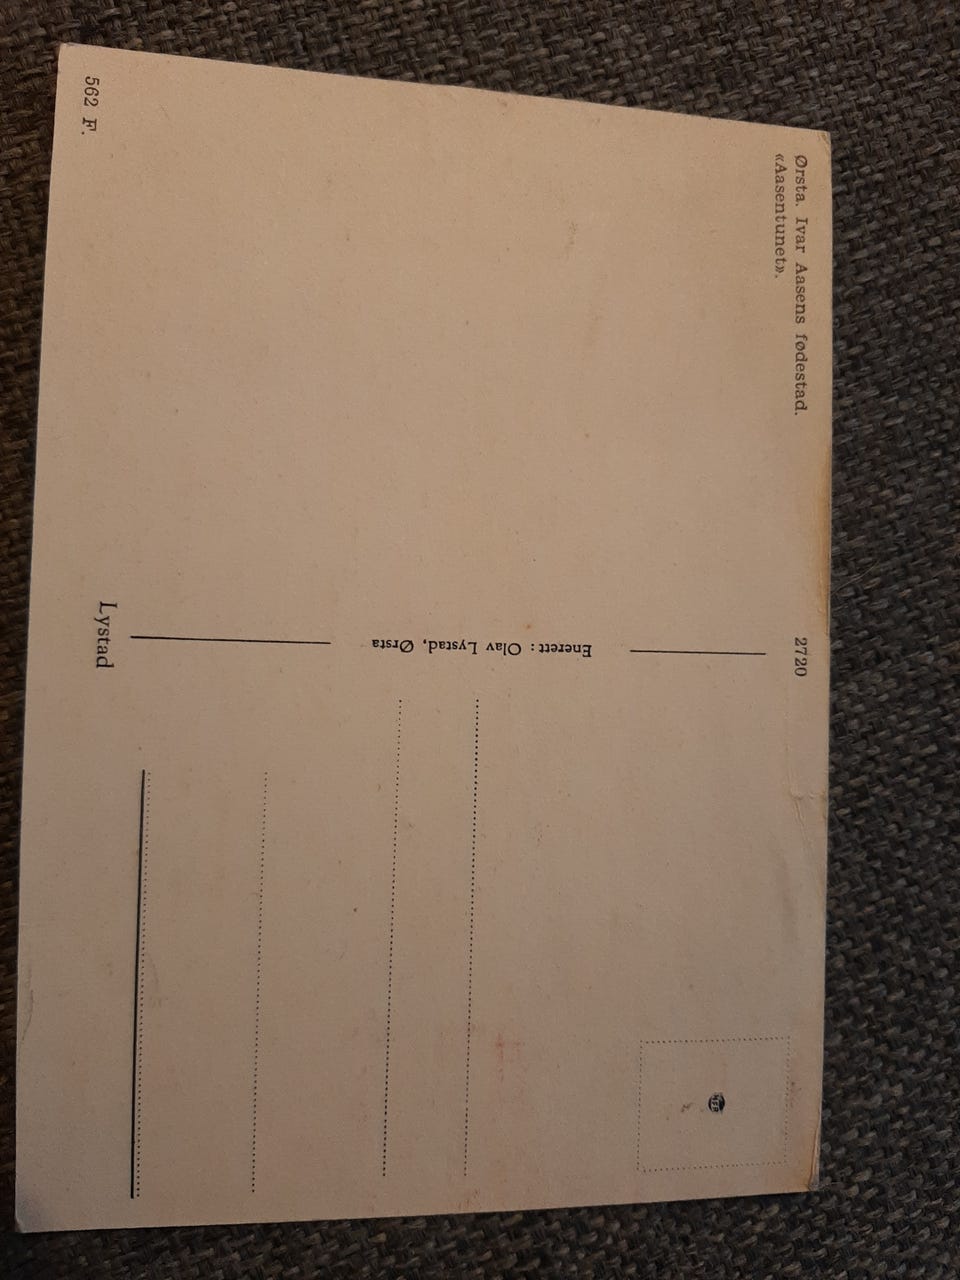 Ørsta. Ivar Aasens fødestad.
«Aasentunet».
2720
Enerett : Olav Lystad, Ørsta
562 F.
Lystad